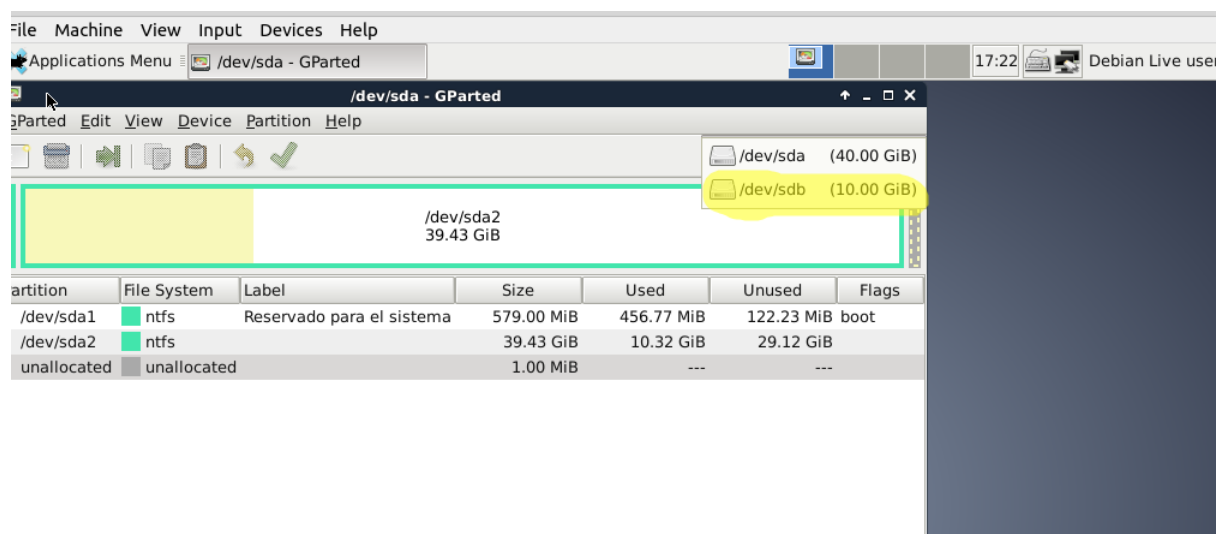 File Machine View Input Devices Help
Applications Menu /dev/sda - GParted 17:22 Debian Live user
/dev/sda - GParted
GParted Edit View Device Partition Help
/dev/sda (40.00 GiB)
/dev/sdb (10.00 GiB)
/dev/sda2
39.43 GiB
artition File System Label Size Used Unused Flags
/dev/sda1 ntfs Reservado para el sistema 579.00 MiB 456.77 MiB 122.23 MiB boot
/dev/sda2 ntfs 39.43 GiB 10.32 GiB 29.12 GiB
unallocated unallocated 1.00 MiB --- ---